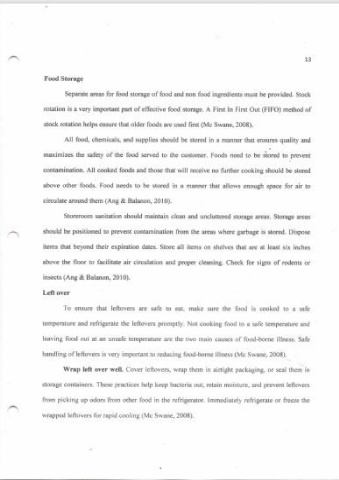 13
Food Storage
Separate areas for food storage of food and non food ingredients must be provided. Stock
rotation is a very important part of effective food storage. A First In First Out (FIFO) method of
stock rotation helps ensure that older foods are used first (Mc Swane, 2008).
All food, chemicals, and supplies should be stored in a manner that ensures quality and
maximizes the safety of the food served to the customer. Foods need to be stored to prevent
contamination. All cooked foods and those that will receive no further cooking should be stored
above other foods. Food needs to be stored in a manner that allows enough space for air to
circulate around them (Ang & Balanon, 2010).
Storeroom sanitation should maintain clean and uncluttered storage areas. Storage areas
should be positioned to prevent contamination from the areas where garbage is stored. Dispose
items that beyond their expiration dates. Store all items on shelves that are at least six inches
above the floor to facilitate air circulation and proper cleaning. Check for signs of rodents or
insects (Ang & Balanon, 2010).
Left over
To ensure that leftovers are safe to eat, make sure the food is cooked to a safe
temperature and refrigerate the leftovers promptly. Not cooking food to a safe temperature and
leaving food out at an unsafe temperature are the two main causes of food-borne illness. Safe
handling of leftovers is very important to reducing food-borne illness (Mc Swane, 2008).
Wrap left over well. Cover leftovers, wrap them in airtight packaging, or seal them in
storage containers. These practices help keep bacteria out, retain moisture, and prevent leftovers
from picking up odors from other food in the refrigerator. Immediately refrigerate or freeze the
wrapped leftovers for rapid cooling (Mc Swane, 2008).